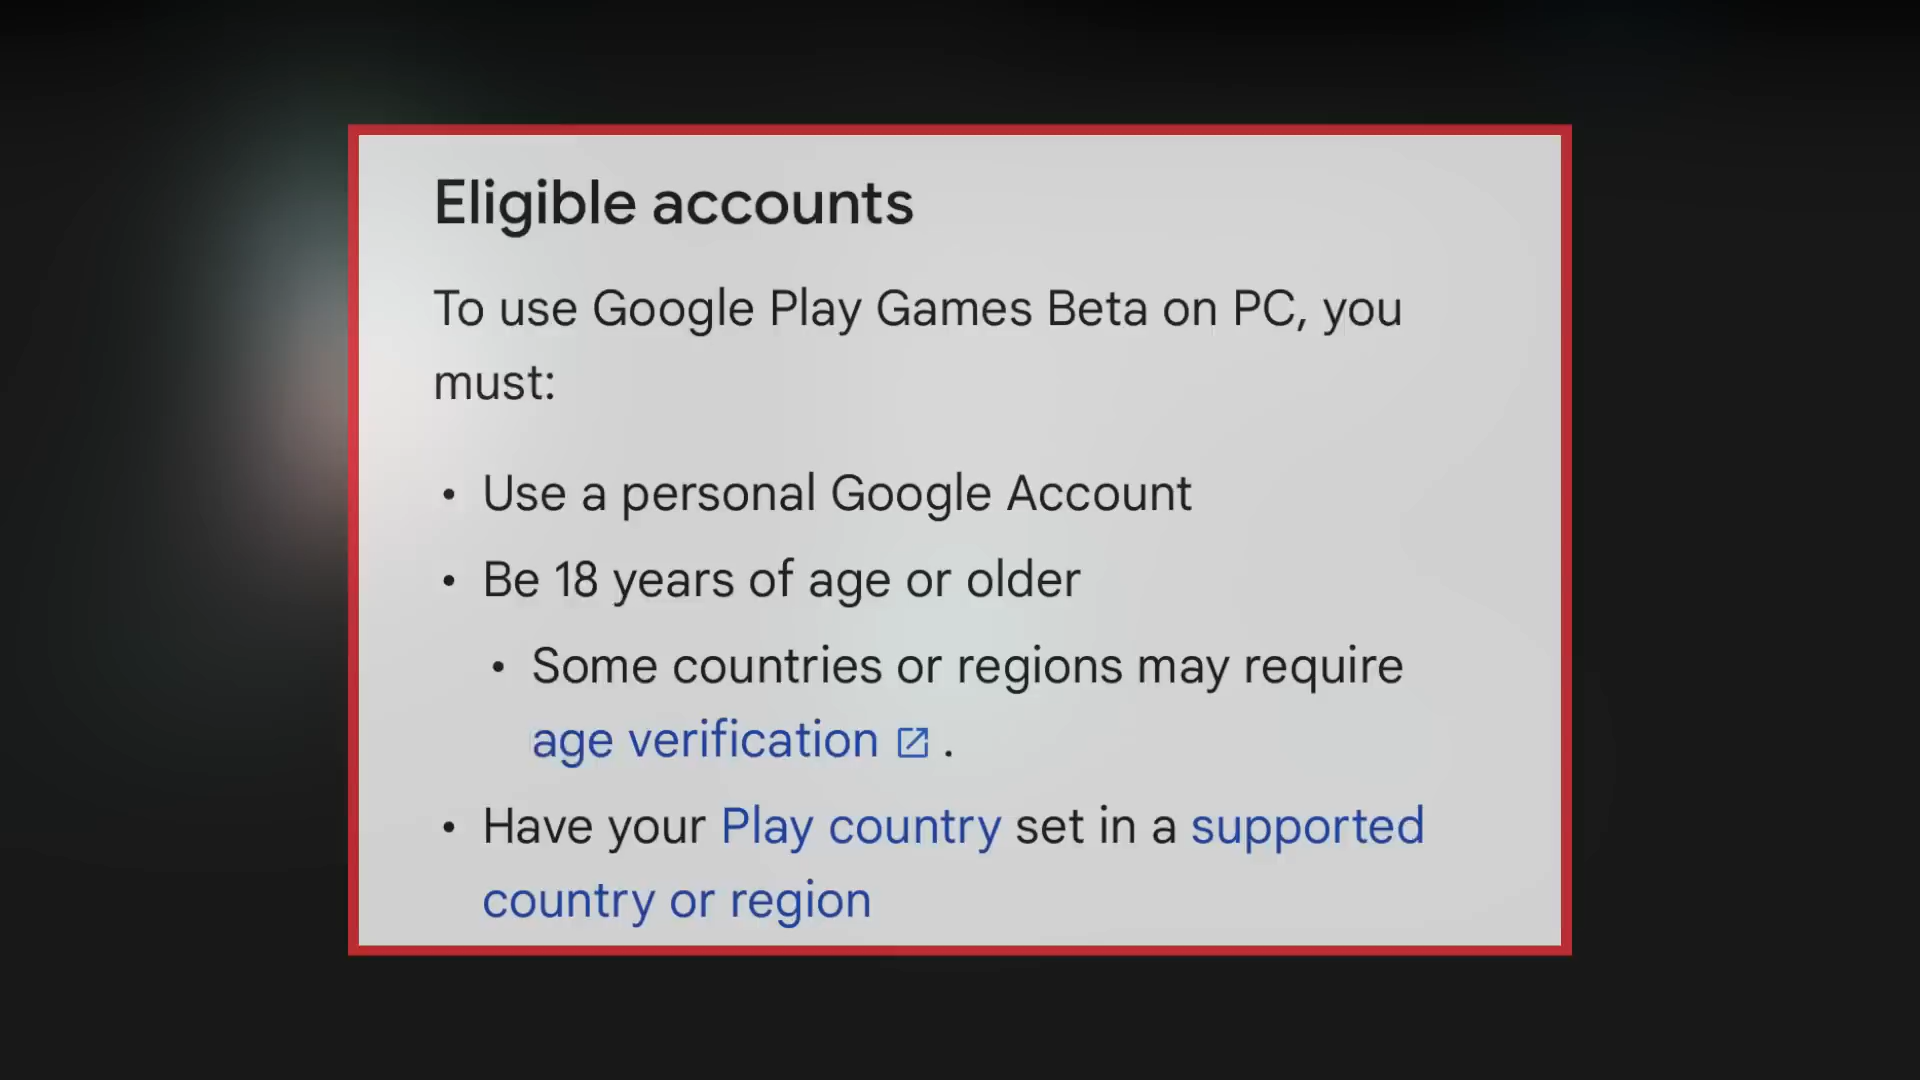 Eligible accounts
To use Google Play Games Beta on PC, you
must:
• Use a personal Google Account
• Be 18 years of age or older
• Some countries or regions may require
age verification .
• Have your Play country set in a supported
country or region